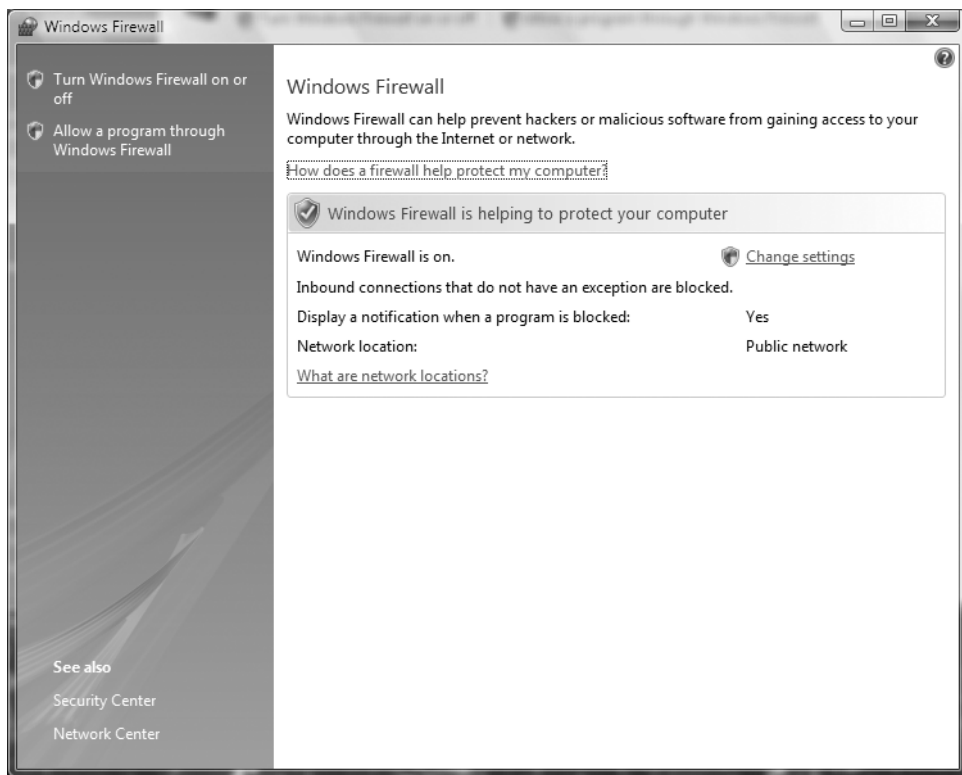 Windows Firewall
Turn Windows Firewall on or
off
Allow a program through
Windows Firewall
Windows Firewall
Windows Firewall can help prevent hackers or malicious software from gaining access to your
computer through the Internet or network.
How does a firewall help protect my computer?
Windows Firewall is helping to protect your computer
Windows Firewall is on.
Change settings
Inbound connections that do not have an exception are blocked.
Display a notification when a program is blocked: Yes
Network location: Public network
What are network locations?
See also
Security Center
Network Center